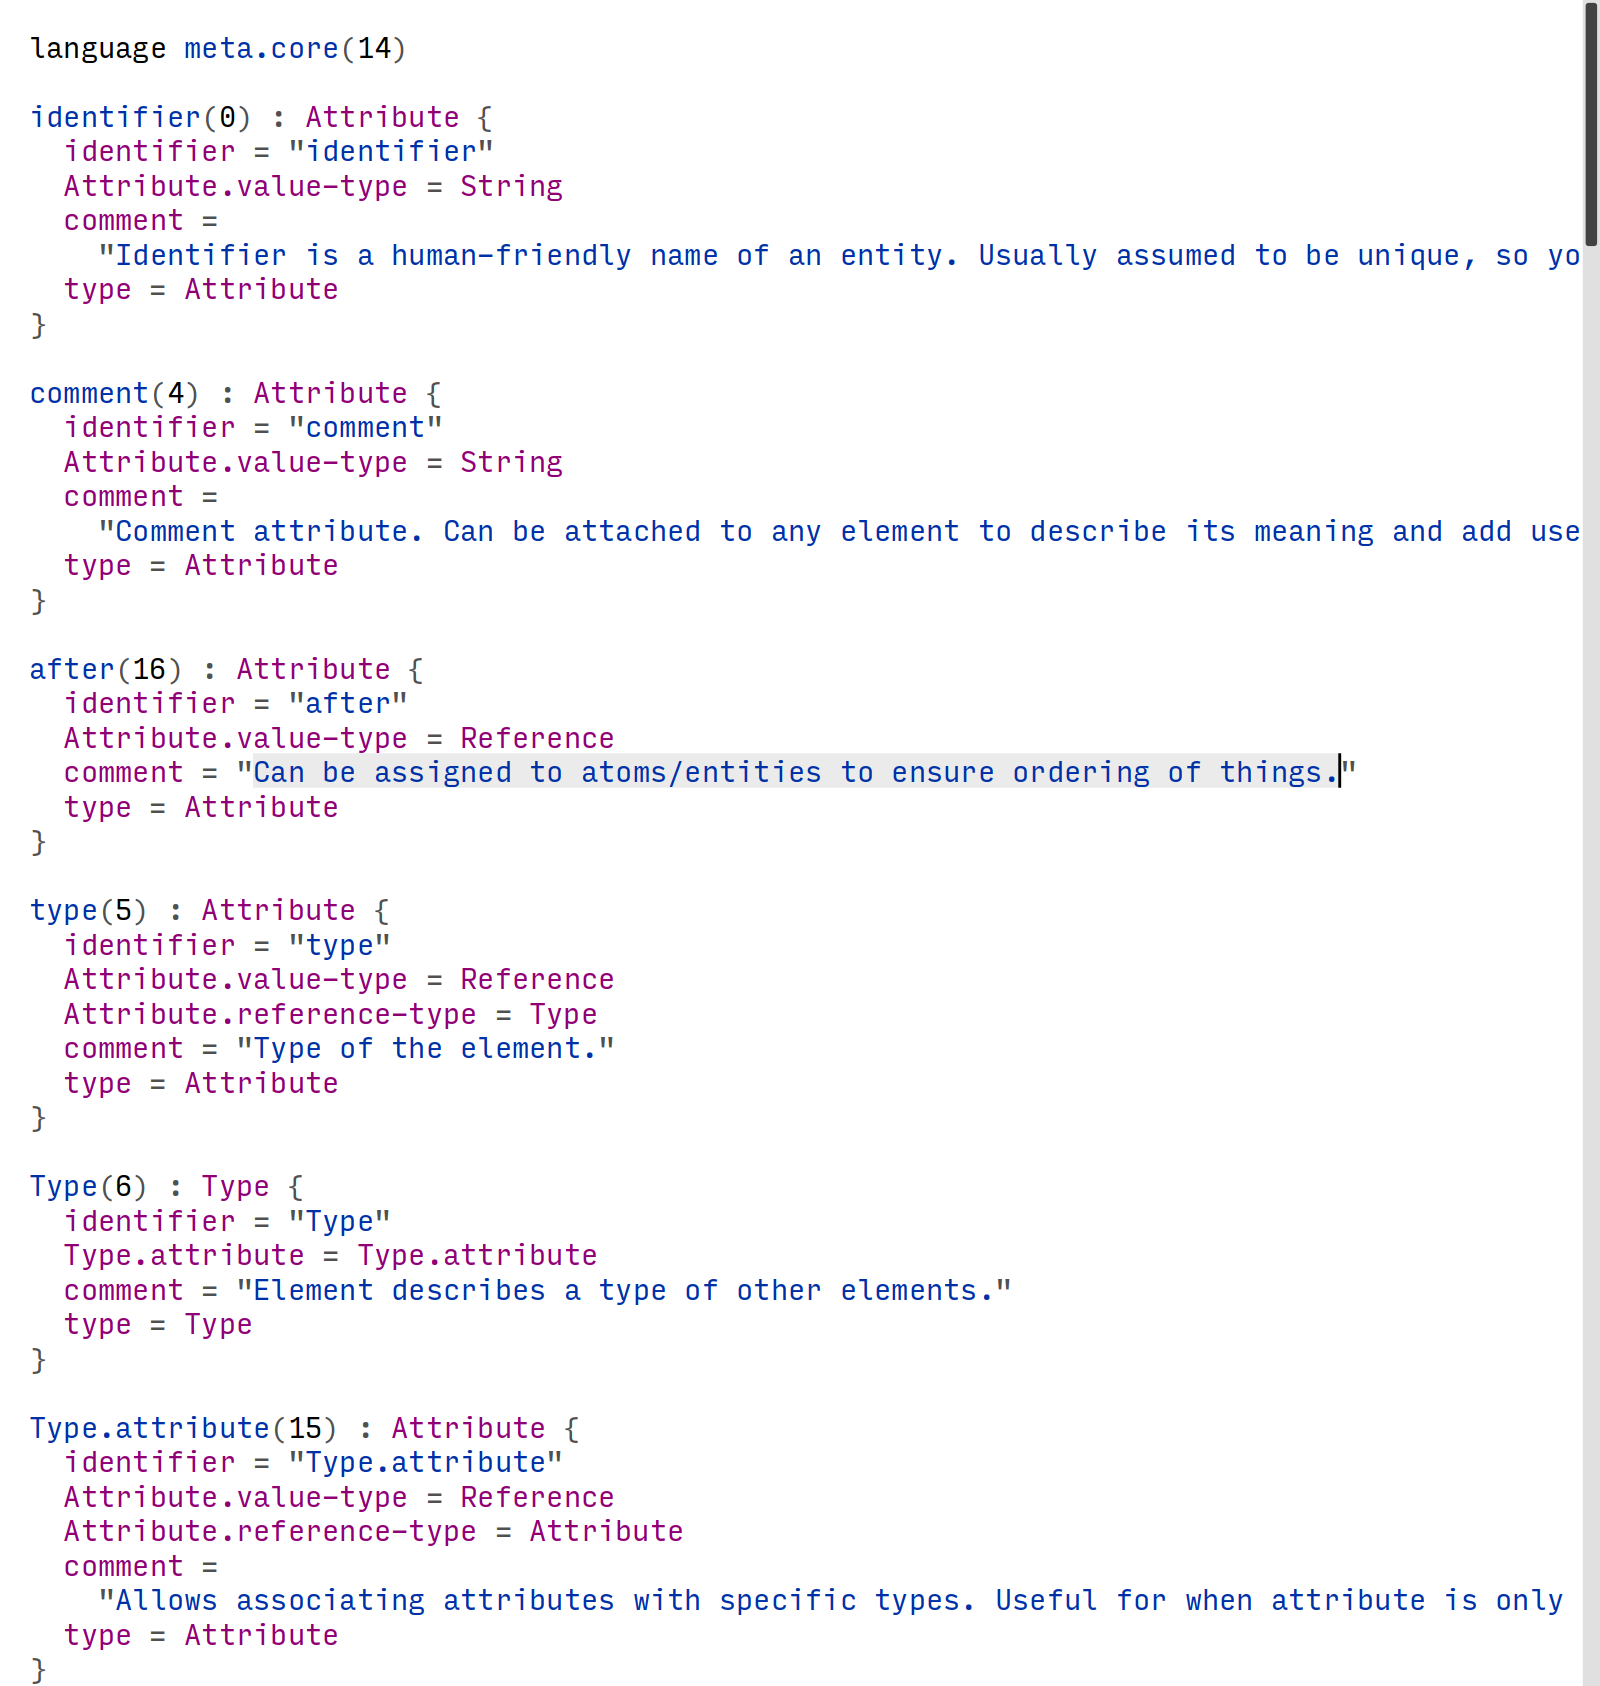 language meta.core(14)
identifier(0) : Attribute {
identifier = "identifier"
Attribute.value-type = String
comment =
"Identifier is a human-friendly name of an entity. Usually assumed to be unique, so yo
type = Attribute
}
comment(4) : Attribute {
identifier = "comment"
Attribute.value-type = String
comment =
"Comment attribute. Can be attached to any element to describe its meaning and add use
type = Attribute
}
after(16) : Attribute {
identifier = "after"
Attribute.value-type = Reference
comment = "Can be assigned to atoms/entities to ensure ordering of things."
type = Attribute
}
type(5) : Attribute {
identifier = "type"
Attribute.value-type = Reference
Attribute.reference-type = Type
comment = "Type of the element."
type = Attribute
}
Type(6) : Type {
identifier = "Type"
Type.attribute = Type.attribute
comment = "Element describes a type of other elements."
type = Type
}
Type.attribute(15) : Attribute {
identifier = "Type.attribute"
Attribute.value-type = Reference
Attribute.reference-type = Attribute
comment =
"Allows associating attributes with specific types. Useful for when attribute is only
type = Attribute
}